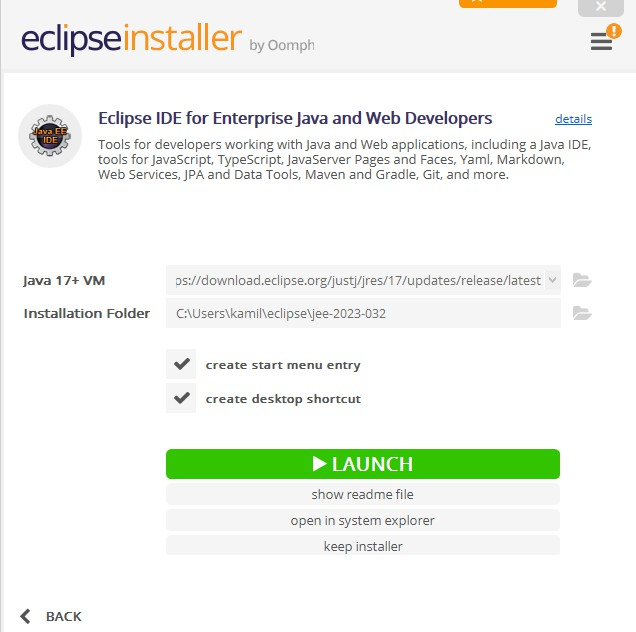 eclipseinstaller by Oomph
!
Java EE
IDE
Eclipse IDE for Enterprise Java and Web Developers
details
Tools for developers working with Java and Web applications, including a Java IDE,
tools for JavaScript, TypeScript, JavaServer Pages and Faces, Yaml, Markdown,
Web Services, JPA and Data Tools, Maven and Gradle, Git, and more.
Java 17+ VM
ps://download.eclipse.org/justj/jres/17/updates/release/latest
Installation Folder
C:\Users\kamil\eclipse\jee-2023-032
create start menu entry
create desktop shortcut
LAUNCH
show readme file
open in system explorer
keep installer
BACK